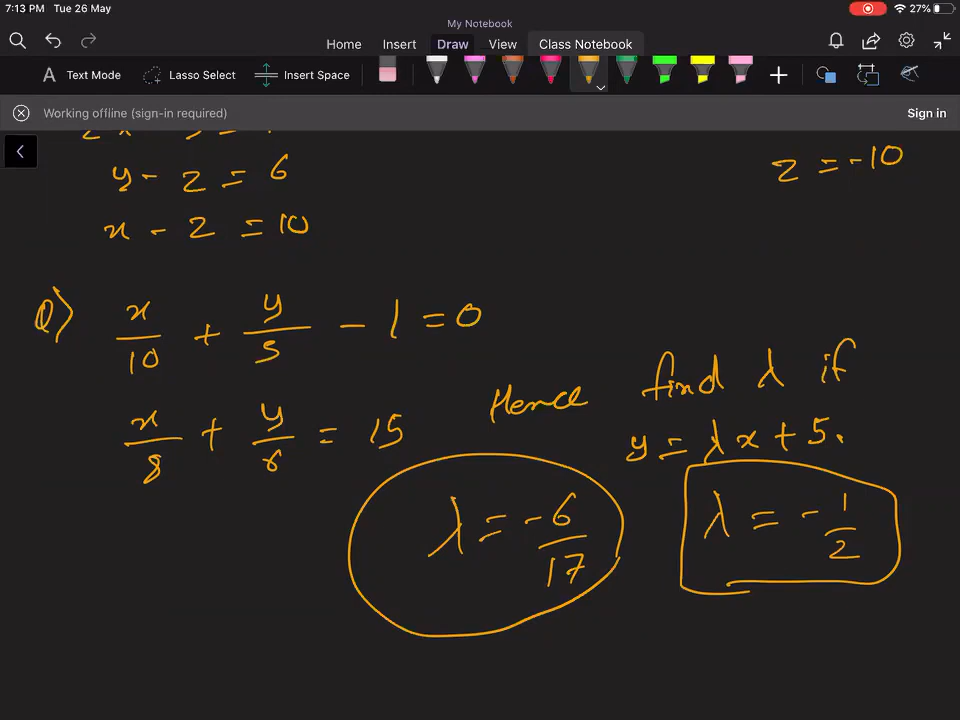 7:13 PM Tue 26 May
27%
My Notebook
Home Insert Draw View Class Notebook
Text Mode Lasso Select Insert Space
Working offline (sign-in required) Sign in
y - z = 6
z = -10
x - z = 10
Q) x/10 + y/5 - 1 = 0
Hence find λ if
x/8 + y/6 = 15
y = λx + 5.
λ = -6/17
λ = -1/2